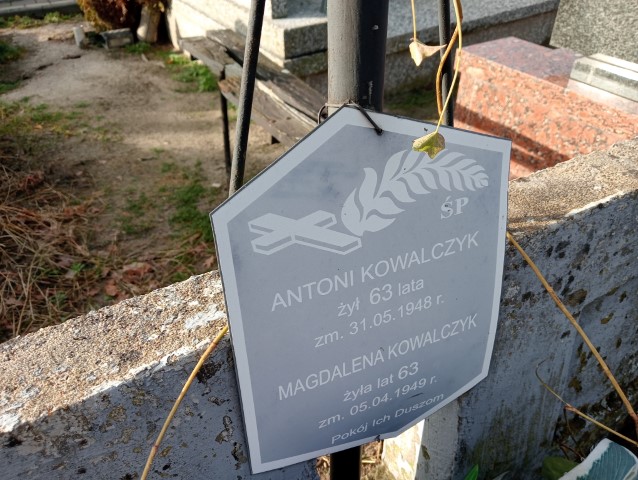 ŚP
ANTONI KOWALCZYK
żył 63 lata
zm. 31.05.1948 r.
MAGDALENA KOWALCZYK
żyła lat 63
zm. 05.04.1949 r.
Pokój Ich Duszom